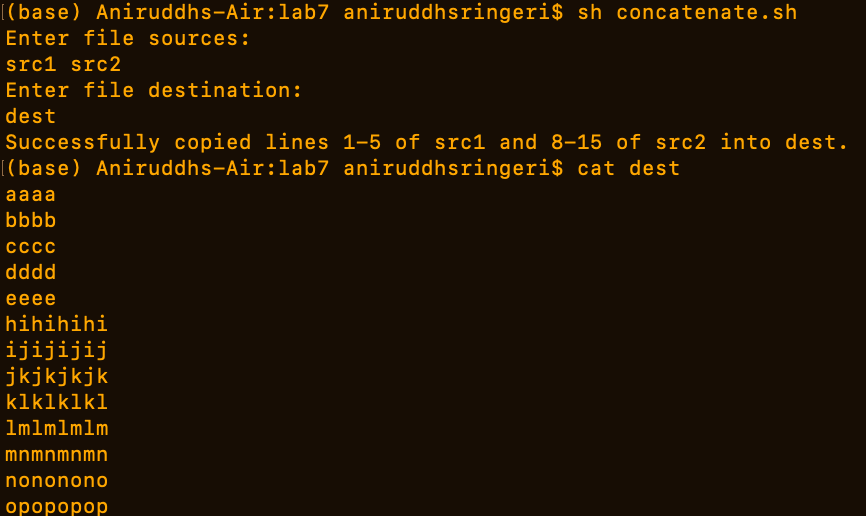 [(base) Aniruddhs-Air:lab7 aniruddhsringeri$ sh concatenate.sh
Enter file sources:
src1 src2
Enter file destination:
dest
Successfully copied lines 1-5 of src1 and 8-15 of src2 into dest.
[(base) Aniruddhs-Air:lab7 aniruddhsringeri$ cat dest
aaaa
bbbb
cccc
dddd
eeee
hihihihi
ijijijij
jkjkjkjk
klklklkl
lmlmlmlm
mnmnmnmn
nononono
opopopop